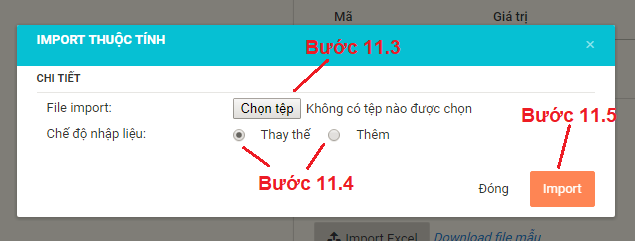 Mã Giá trị
IMPORT THUỘC TÍNH ×
Bước 11.3
CHI TIẾT
File import: Chọn tệp Không có tệp nào được chọn
Bước 11.5
Chế độ nhập liệu: Thay thế Thêm
Bước 11.4
Đóng Import
Import Excel Download file mẫu